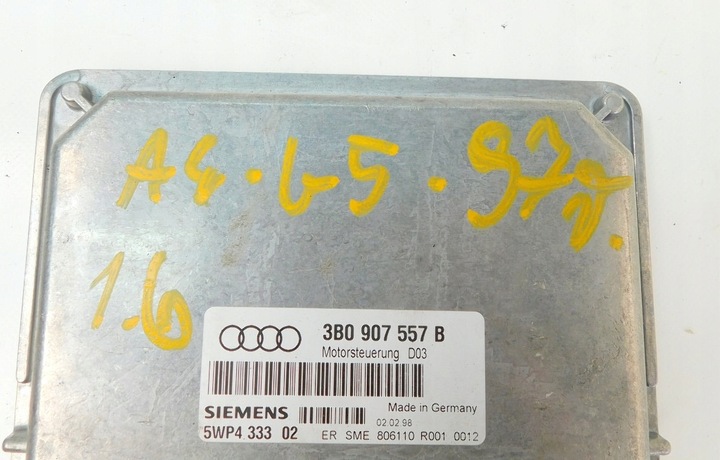 A4 · b5 · 97r.
1.6
3B0 907 557 B
Motorsteuerung D03
SIEMENS
Made in Germany
02.02.98
5WP4 333 02 ER SME 806110 R001 0012